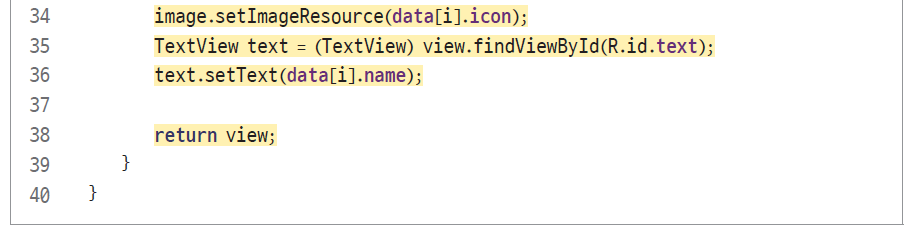 34 image.setImageResource(data[i].icon);
35 TextView text = (TextView) view.findViewById(R.id.text);
36 text.setText(data[i].name);
37
38 return view;
39 }
40 }